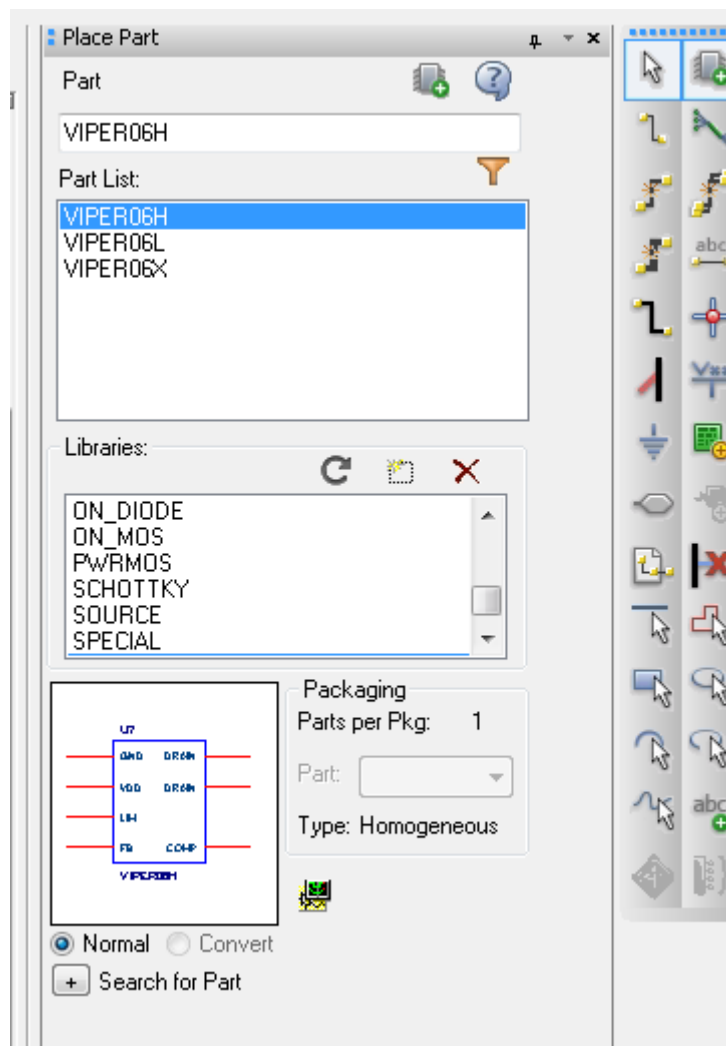 Place Part
Part
VIPER06H
Part List:
VIPER06H
VIPER06L
VIPER06X
Libraries:
ON_DIODE
ON_MOS
PWRMOS
SCHOTTKY
SOURCE
SPECIAL
U?
GND DRAIN
VDD DRAIN
LIM
FB COMP
VIPER06H
Packaging
Parts per Pkg: 1
Part:
Type: Homogeneous
Normal Convert
+ Search for Part
abc
abc